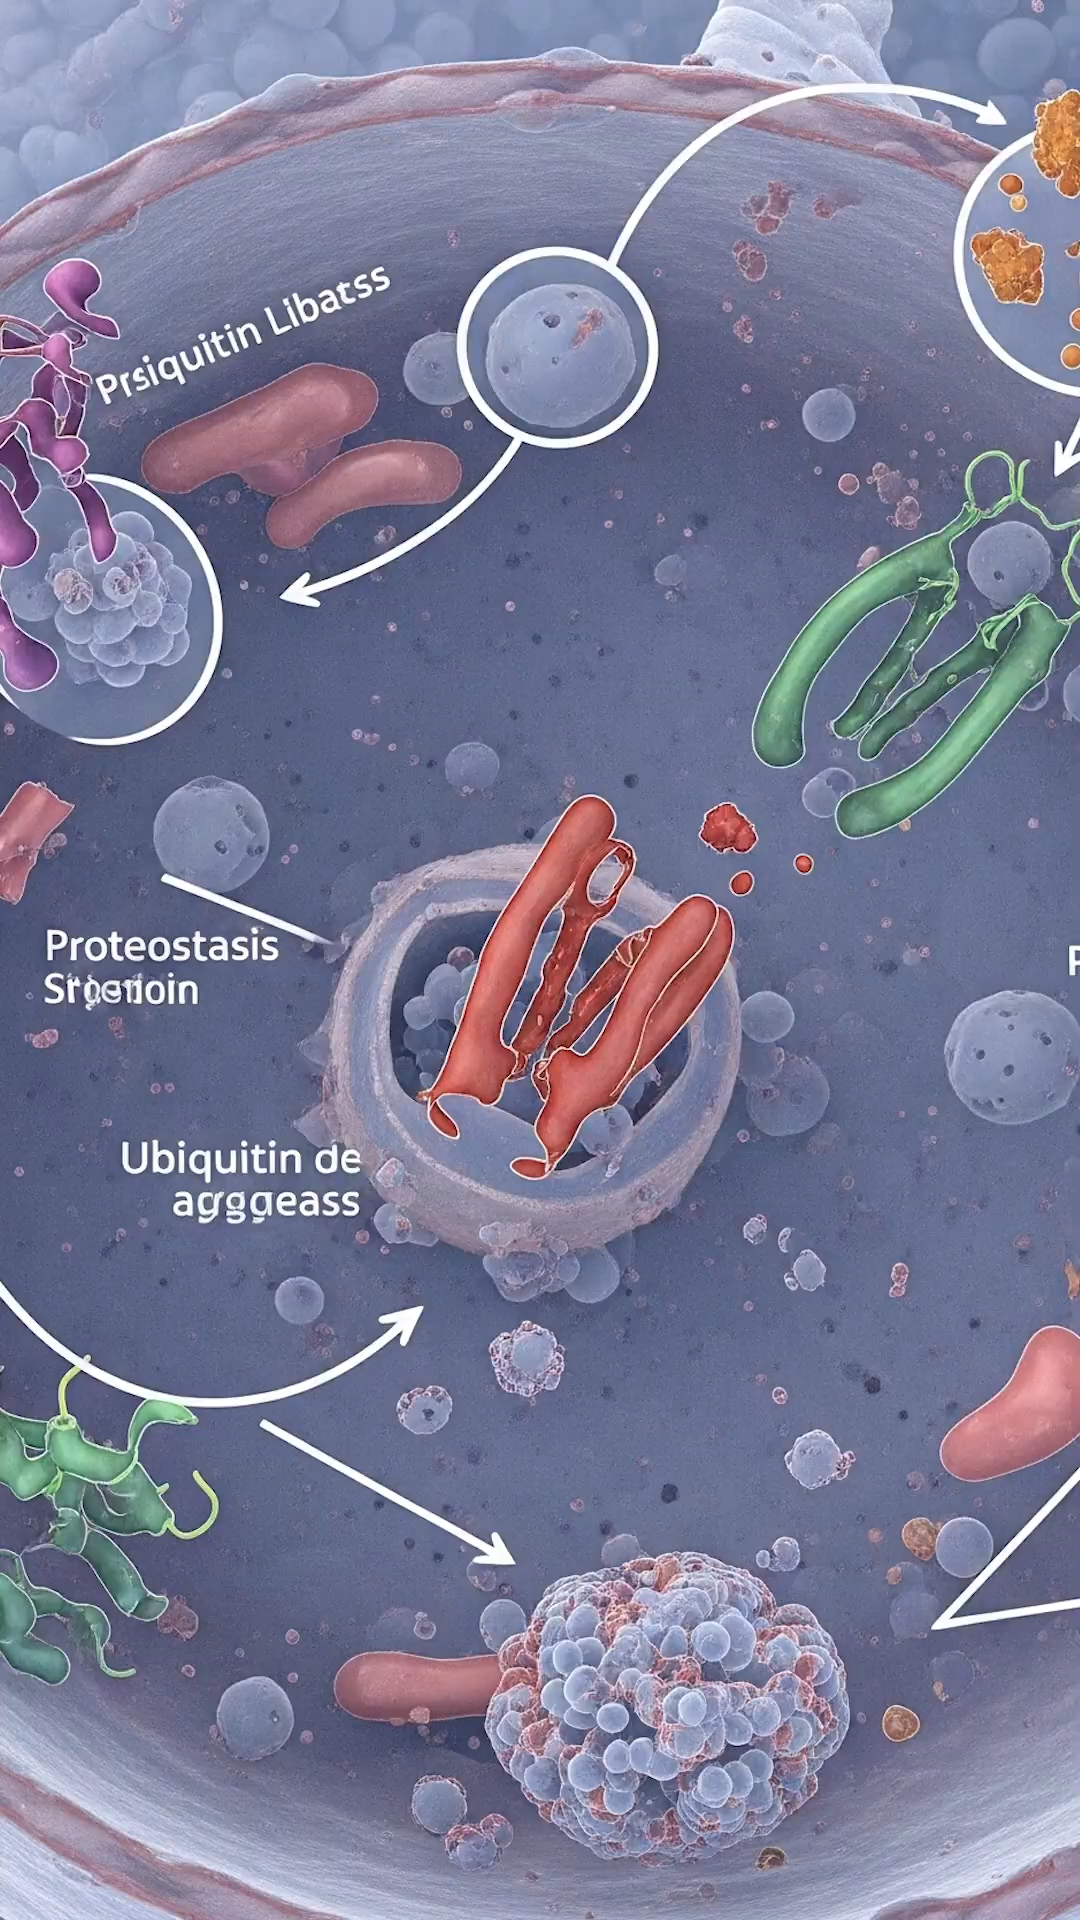 Prsiquitin Libatss
Proteostasis
Ubiquitin de
agggeass
P